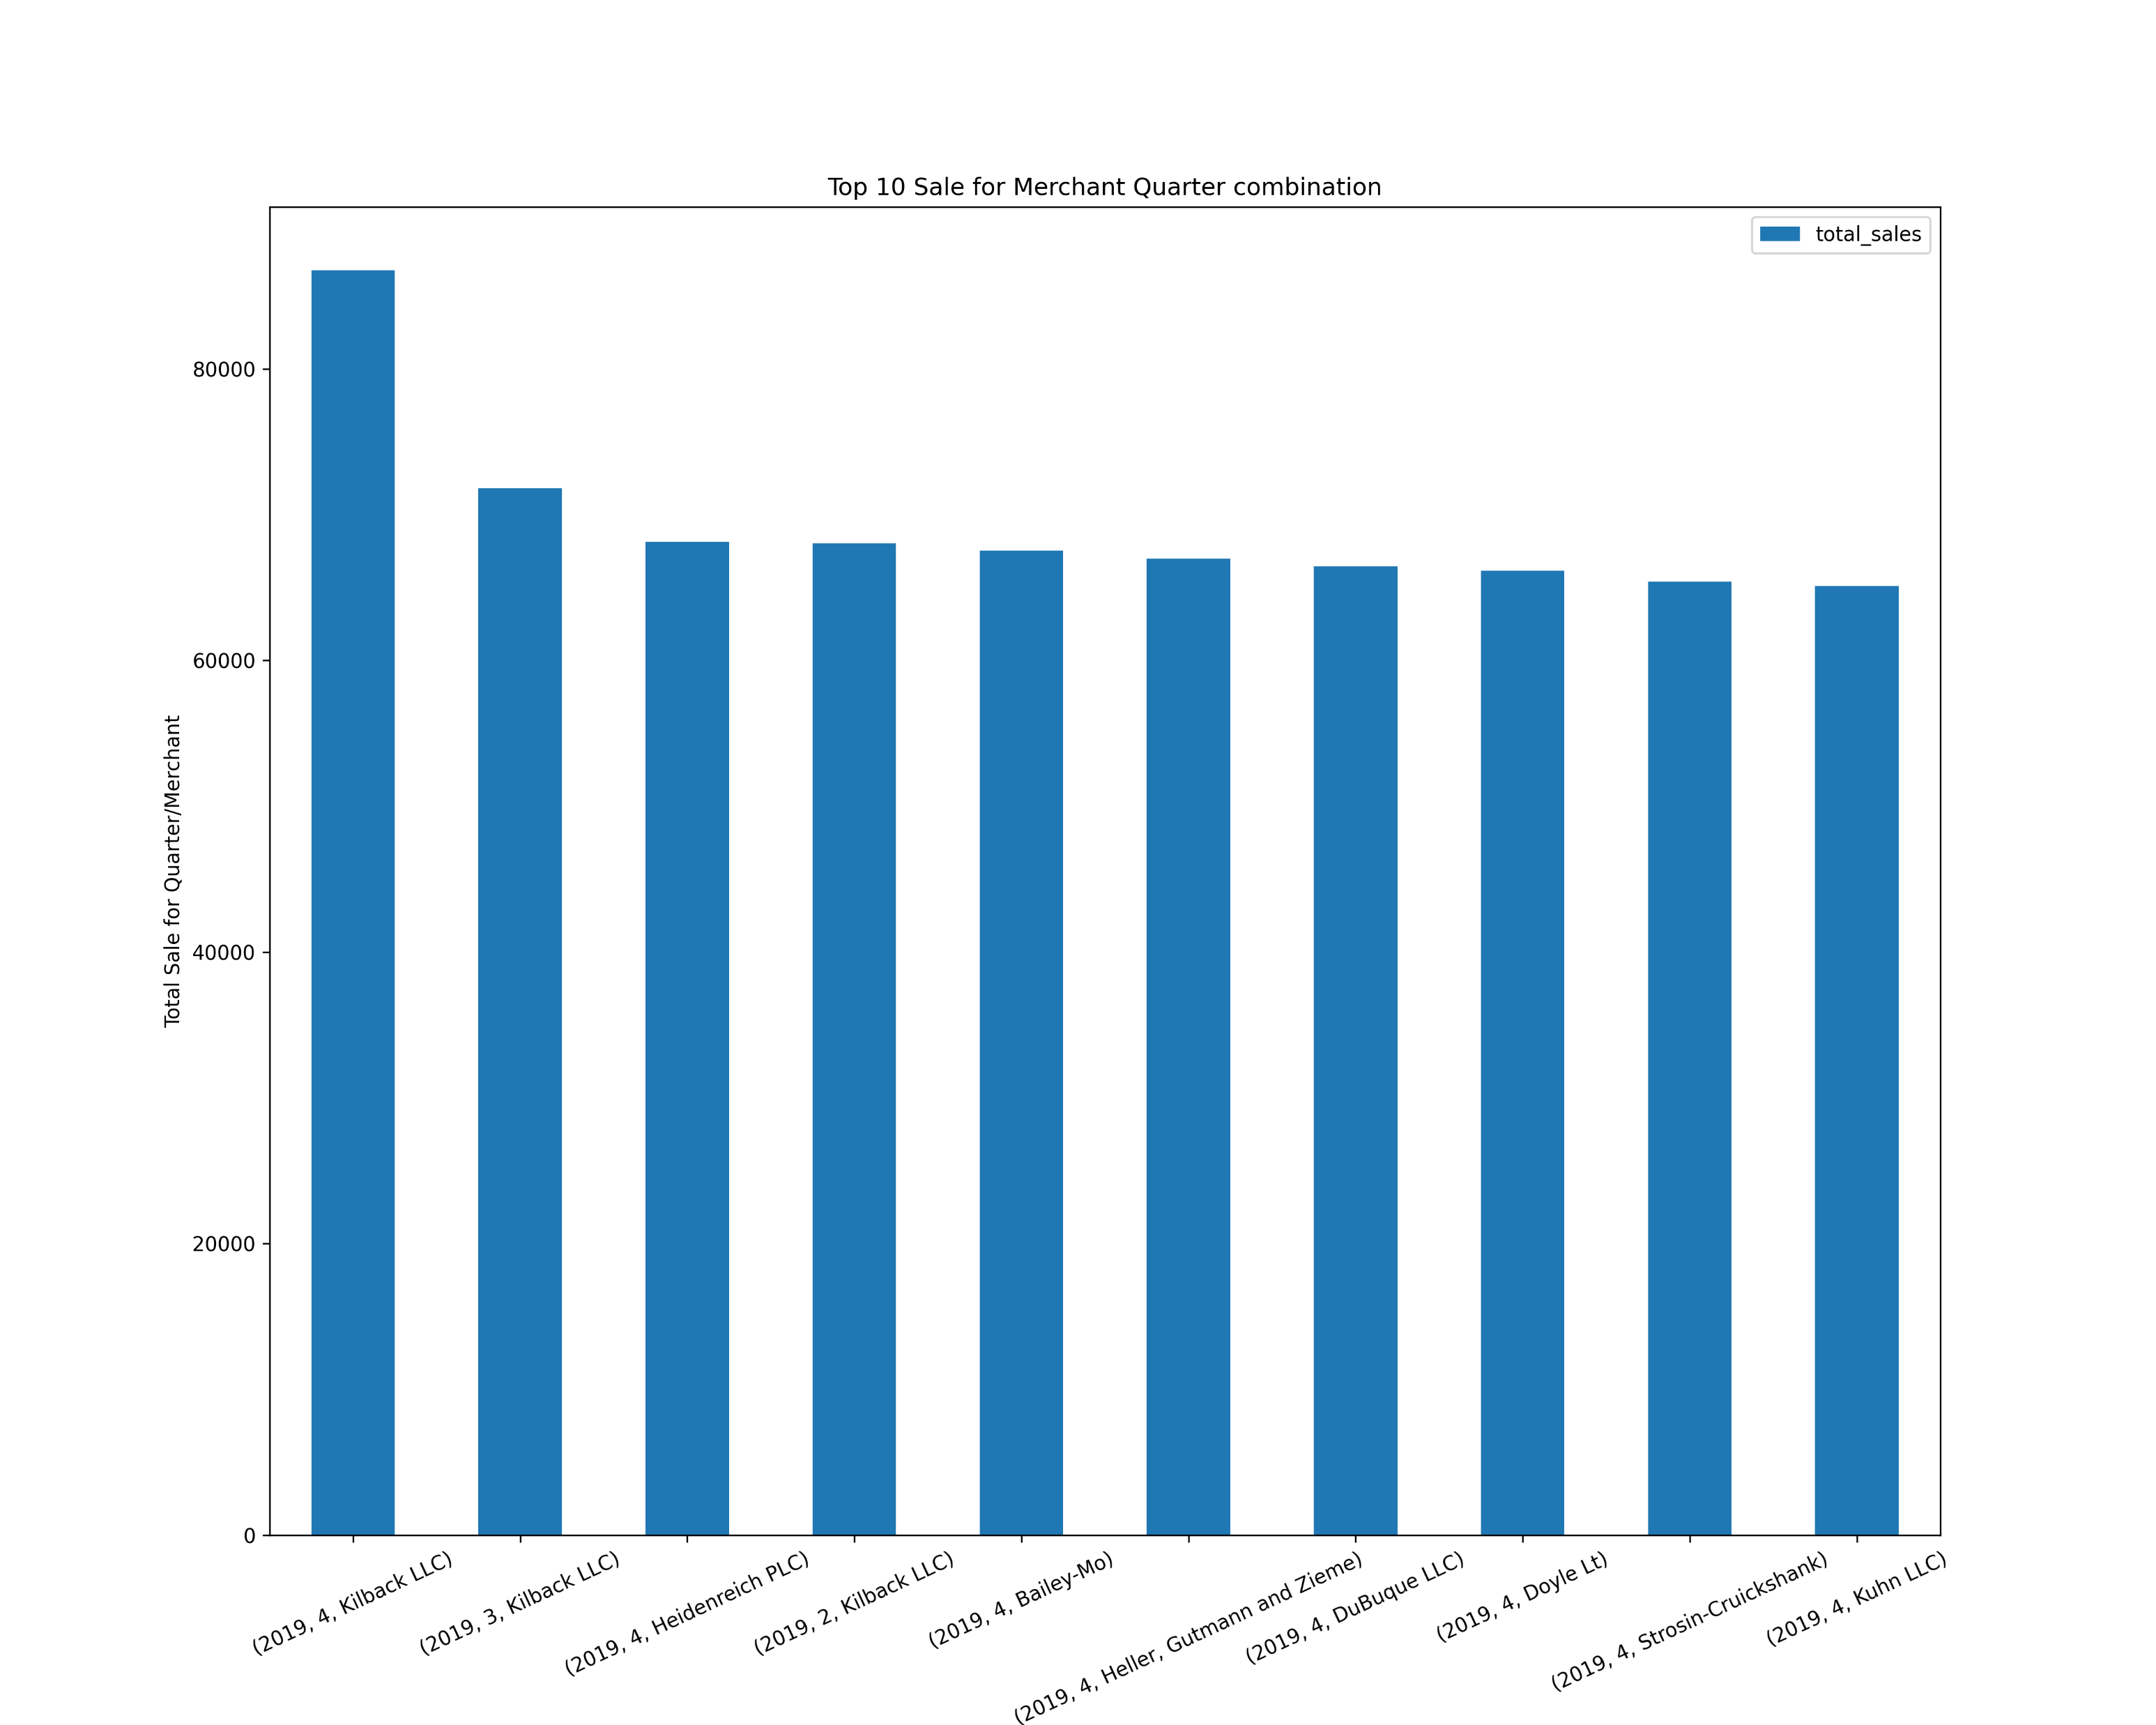 Top 10 Sale for Merchant Quarter combination
total_sales
Total Sale for Quarter/Merchant
80000
60000
40000
20000
0
(2019, 4, Kilback LLC)
(2019, 3, Kilback LLC)
(2019, 4, Heidenreich PLC)
(2019, 2, Kilback LLC)
(2019, 4, Bailey-Mo)
(2019, 4, Heller, Gutmann and Zieme)
(2019, 4, DuBuque LLC)
(2019, 4, Doyle Lt)
(2019, 4, Strosin-Cruickshank)
(2019, 4, Kuhn LLC)